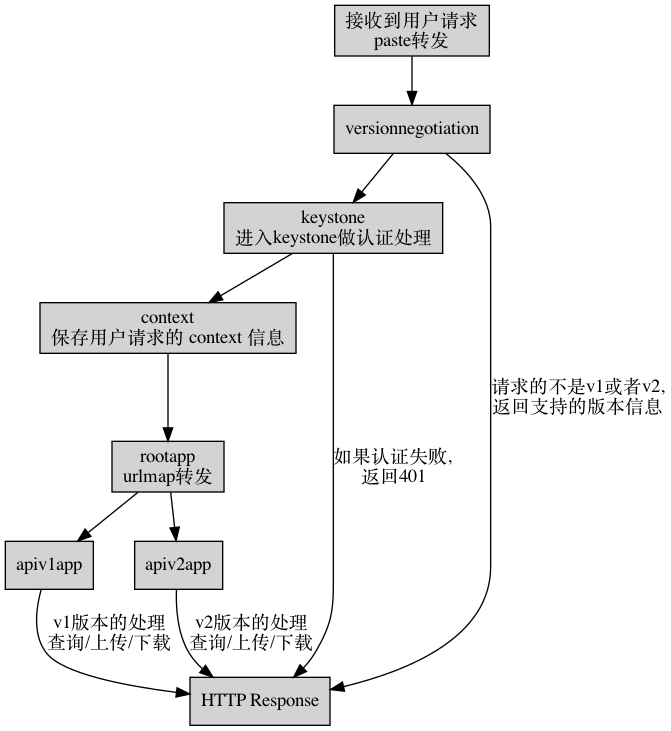 接收到用户请求
paste转发
versionnegotiation
keystone
进入keystone做认证处理
context
保存用户请求的 context 信息
请求的不是v1或者v2,
返回支持的版本信息
rootapp
urlmap转发
如果认证失败,
返回401
apiv1app
apiv2app
v1版本的处理
查询/上传/下载
v2版本的处理
查询/上传/下载
HTTP Response